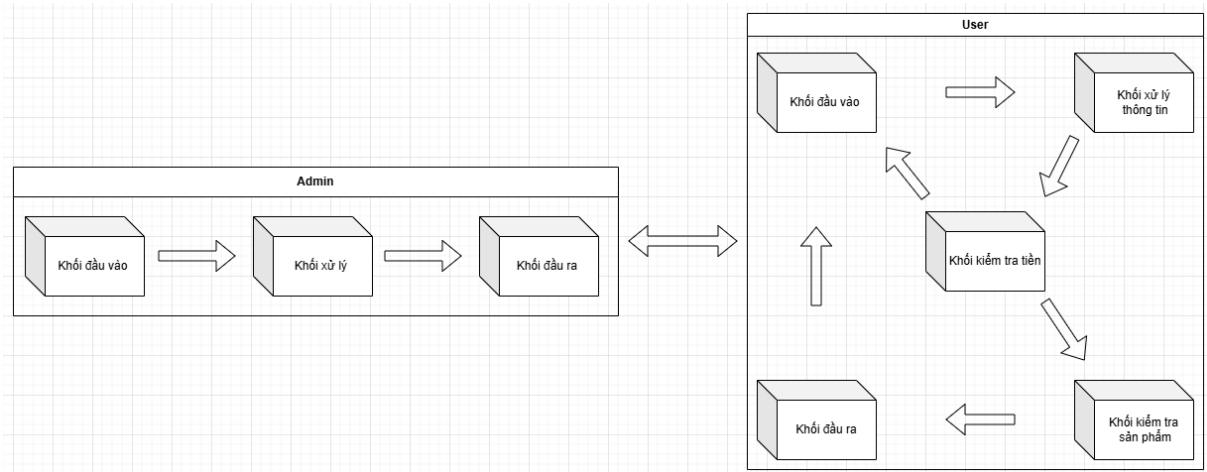 Admin
Khối đầu vào
Khối xử lý
Khối đầu ra
User
Khối đầu vào
Khối xử lý
thông tin
Khối kiểm tra tiền
Khối đầu ra
Khối kiểm tra
sản phẩm